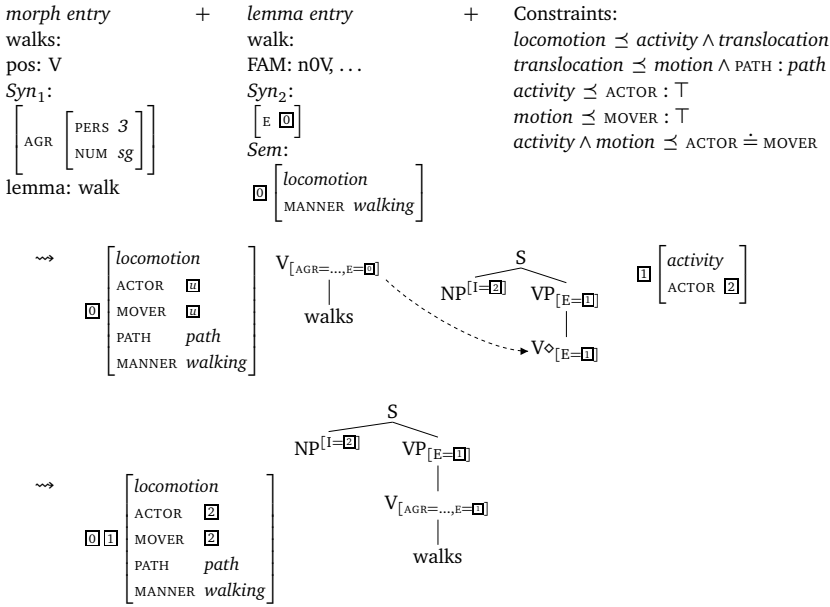 morph entry + lemma entry + Constraints:
walks: walk: locomotion ⪯ activity ∧ translocation
pos: V FAM: n0V, … translocation ⪯ motion ∧ PATH : path
Syn₁: Syn₂: activity ⪯ ACTOR : ⊤
[AGR [PERS 3 [E 0] motion ⪯ MOVER : ⊤
NUM sg]] Sem: activity ∧ motion ⪯ ACTOR ≐ MOVER
lemma: walk 0 [locomotion
MANNER walking]
⇝ 0 [locomotion
ACTOR u
MOVER u
PATH path
MANNER walking]
V[AGR=...,E=0]
walks
S
NP[I=2] VP[E=1]
V⋄[E=1]
1 [activity
ACTOR 2]
⇝ 0 1 [locomotion
ACTOR 2
MOVER 2
PATH path
MANNER walking]
S
NP[I=2] VP[E=1]
V[AGR=...,E=1]
walks